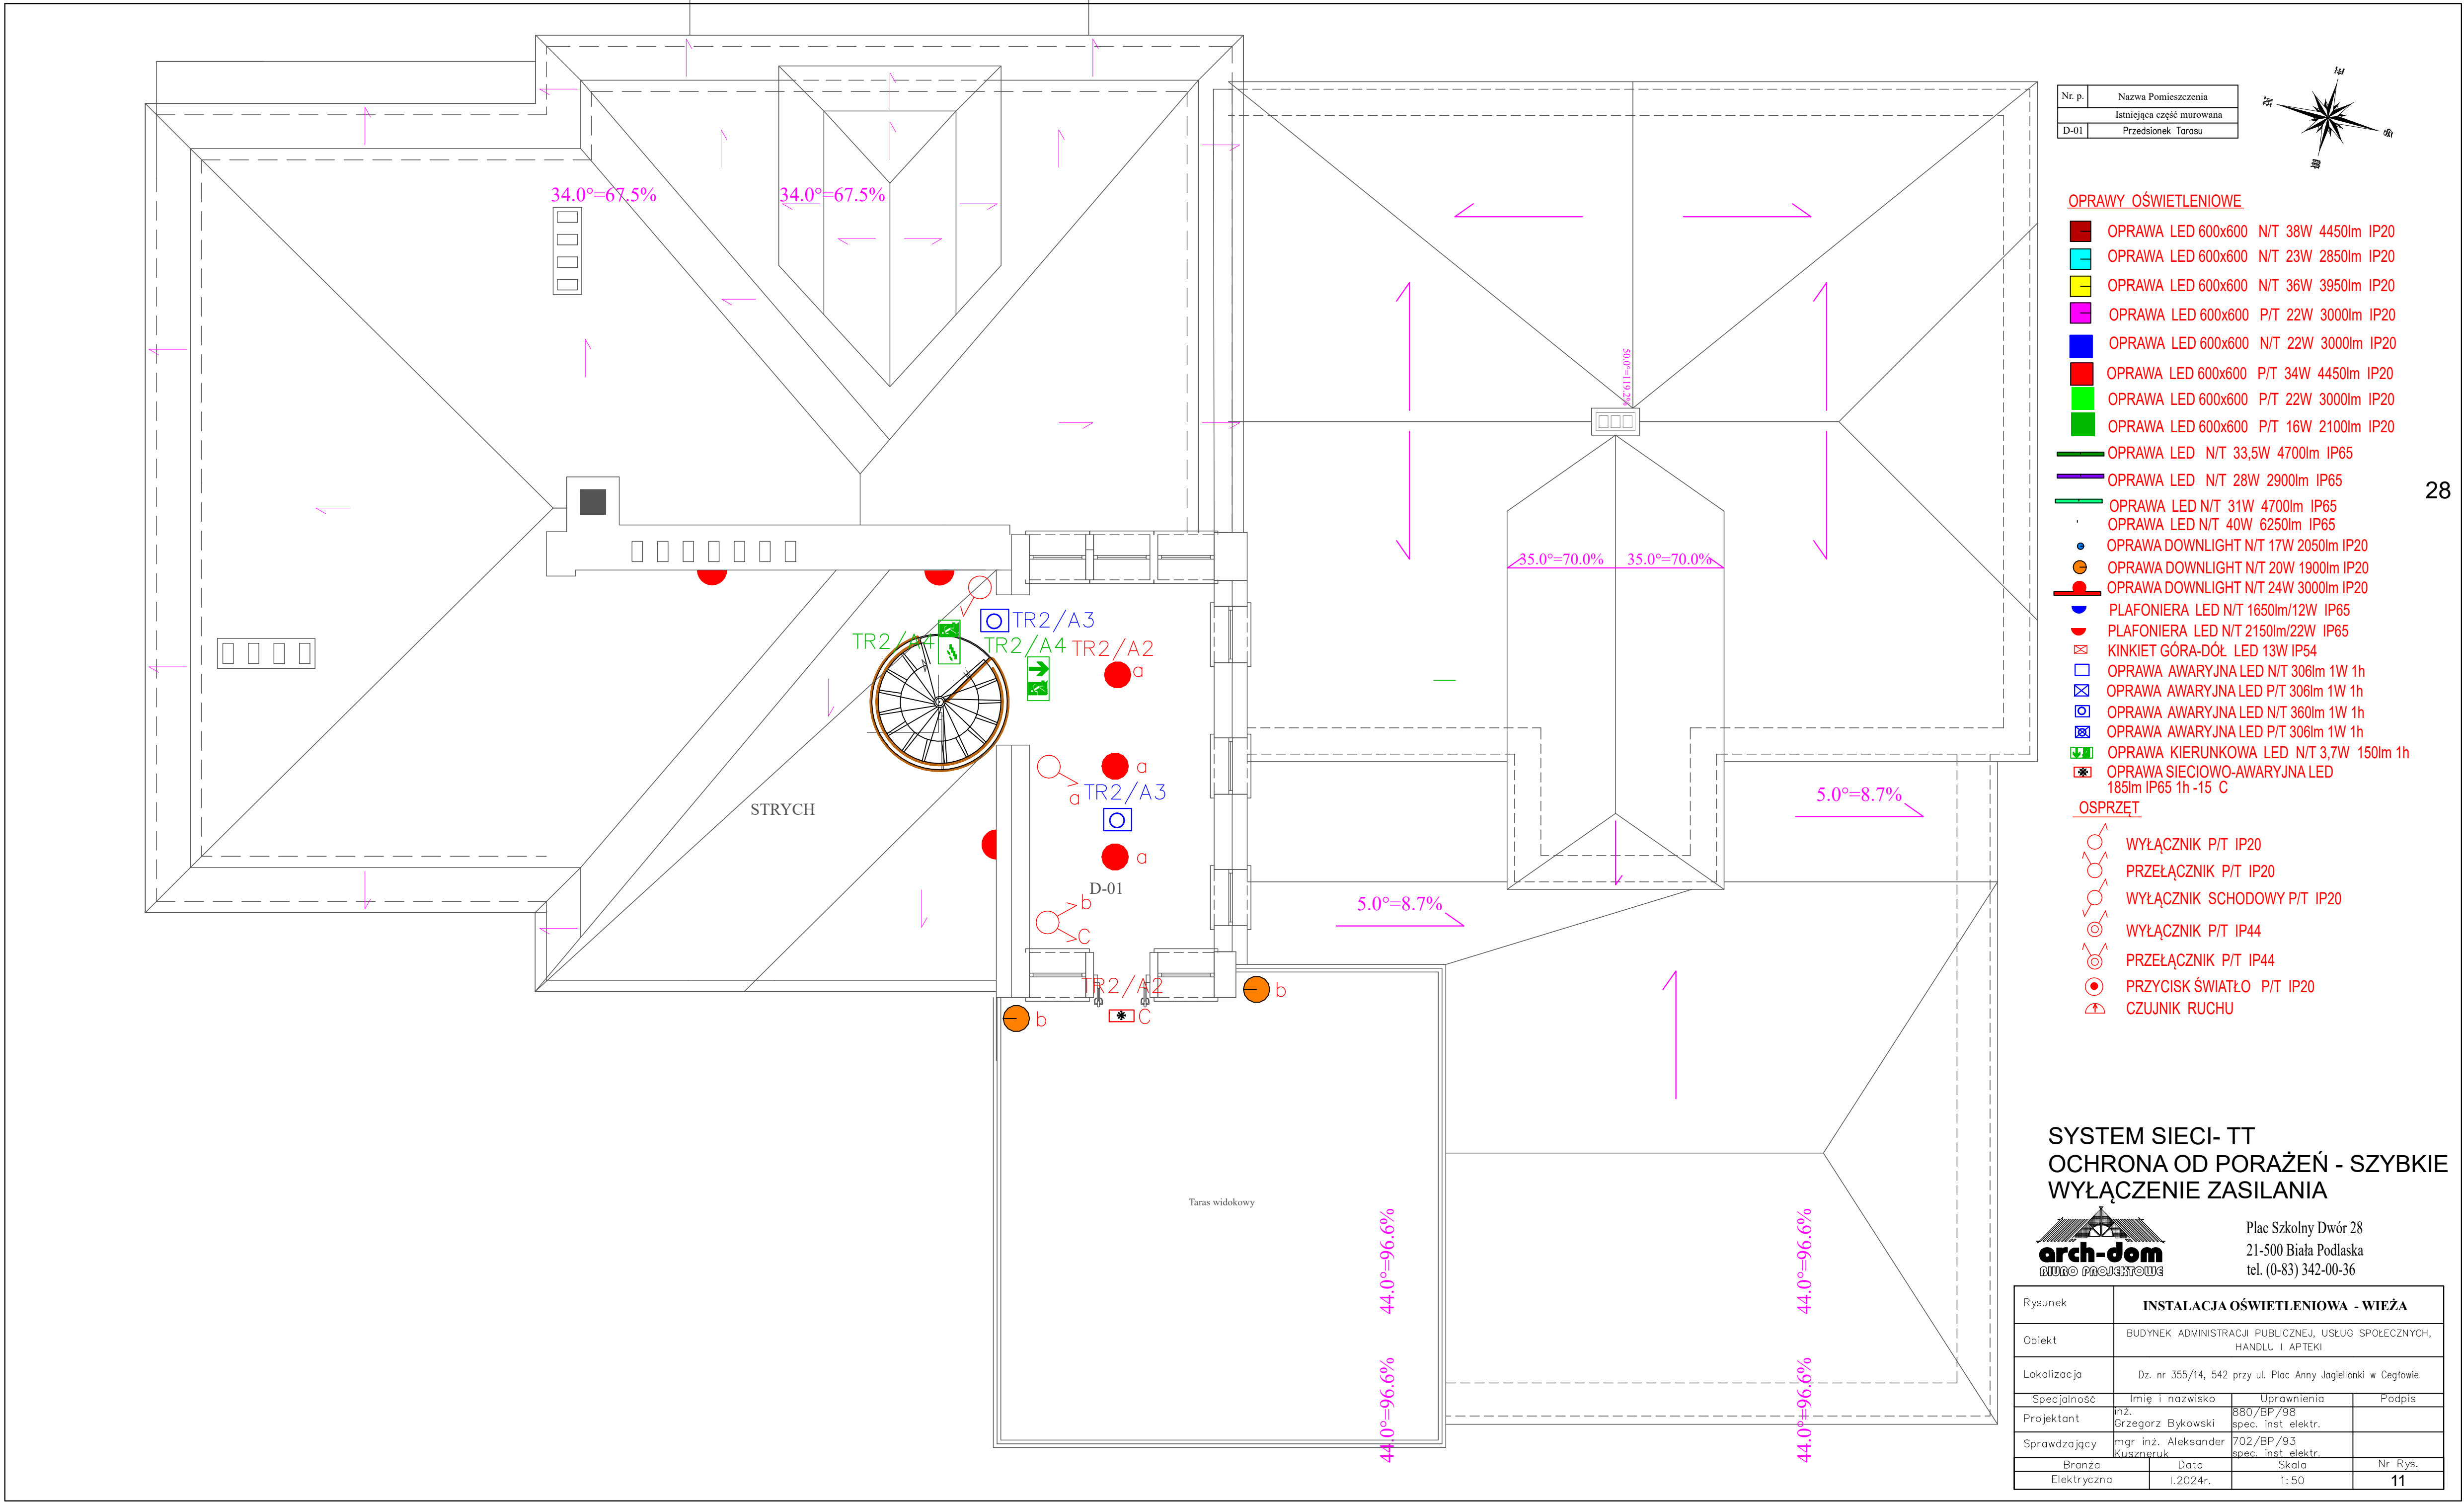 34.0°=67.5%
34.0°=67.5%
50.0°=119.2%
35.0°=70.0%
35.0°=70.0%
5.0°=8.7%
5.0°=8.7%
44.0°=96.6%
44.0°=96.6%
44.0°=96.6%
44.0°=96.6%
TR2/A3
TR2/A4
TR2/A4
TR2/A2
a
a
a
TR2/A3
a
D-01
b
C
TR2/A2
b
b
C
STRYCH
Taras widokowy
Nr. p. Nazwa Pomieszczenia
Istniejąca część murowana
D-01 Przedsionek Tarasu
OPRAWY OŚWIETLENIOWE
OPRAWA LED 600x600 N/T 38W 4450lm IP20
OPRAWA LED 600x600 N/T 23W 2850lm IP20
OPRAWA LED 600x600 N/T 36W 3950lm IP20
OPRAWA LED 600x600 P/T 22W 3000lm IP20
OPRAWA LED 600x600 N/T 22W 3000lm IP20
OPRAWA LED 600x600 P/T 34W 4450lm IP20
OPRAWA LED 600x600 P/T 22W 3000lm IP20
OPRAWA LED 600x600 P/T 16W 2100lm IP20
OPRAWA LED N/T 33,5W 4700lm IP65
OPRAWA LED N/T 28W 2900lm IP65
OPRAWA LED N/T 31W 4700lm IP65
OPRAWA LED N/T 40W 6250lm IP65
OPRAWA DOWNLIGHT N/T 17W 2050lm IP20
OPRAWA DOWNLIGHT N/T 20W 1900lm IP20
OPRAWA DOWNLIGHT N/T 24W 3000lm IP20
PLAFONIERA LED N/T 1650lm/12W IP65
PLAFONIERA LED N/T 2150lm/22W IP65
KINKIET GÓRA-DÓŁ LED 13W IP54
OPRAWA AWARYJNA LED N/T 306lm 1W 1h
OPRAWA AWARYJNA LED P/T 306lm 1W 1h
OPRAWA AWARYJNA LED N/T 360lm 1W 1h
OPRAWA AWARYJNA LED P/T 306lm 1W 1h
OPRAWA KIERUNKOWA LED N/T 3,7W 150lm 1h
OPRAWA SIECIOWO-AWARYJNA LED
185lm IP65 1h -15 C
OSPRZĘT
WYŁĄCZNIK P/T IP20
PRZEŁĄCZNIK P/T IP20
WYŁĄCZNIK SCHODOWY P/T IP20
WYŁĄCZNIK P/T IP44
PRZEŁĄCZNIK P/T IP44
PRZYCISK ŚWIATŁO P/T IP20
CZUJNIK RUCHU
28
SYSTEM SIECI- TT
OCHRONA OD PORAŻEŃ - SZYBKIE
WYŁĄCZENIE ZASILANIA
arch-dom
BIURO PROJEKTOWE
Plac Szkolny Dwór 28
21-500 Biała Podlaska
tel. (0-83) 342-00-36
Rysunek INSTALACJA OŚWIETLENIOWA - WIEŻA
Obiekt BUDYNEK ADMINISTRACJI PUBLICZNEJ, USŁUG SPOŁECZNYCH,
HANDLU I APTEKI
Lokalizacja Dz. nr 355/14, 542 przy ul. Plac Anny Jagiellonki w Cegłowie
Specjalność Imię i nazwisko Uprawnienia Podpis
Projektant inż. Grzegorz Bykowski 880/BP/98 spec. inst elektr.
Sprawdzający mgr inż. Aleksander Kuszneruk 702/BP/93 spec. inst elektr.
Branża Data Skala Nr Rys.
Elektryczna I.2024r. 1:50 11